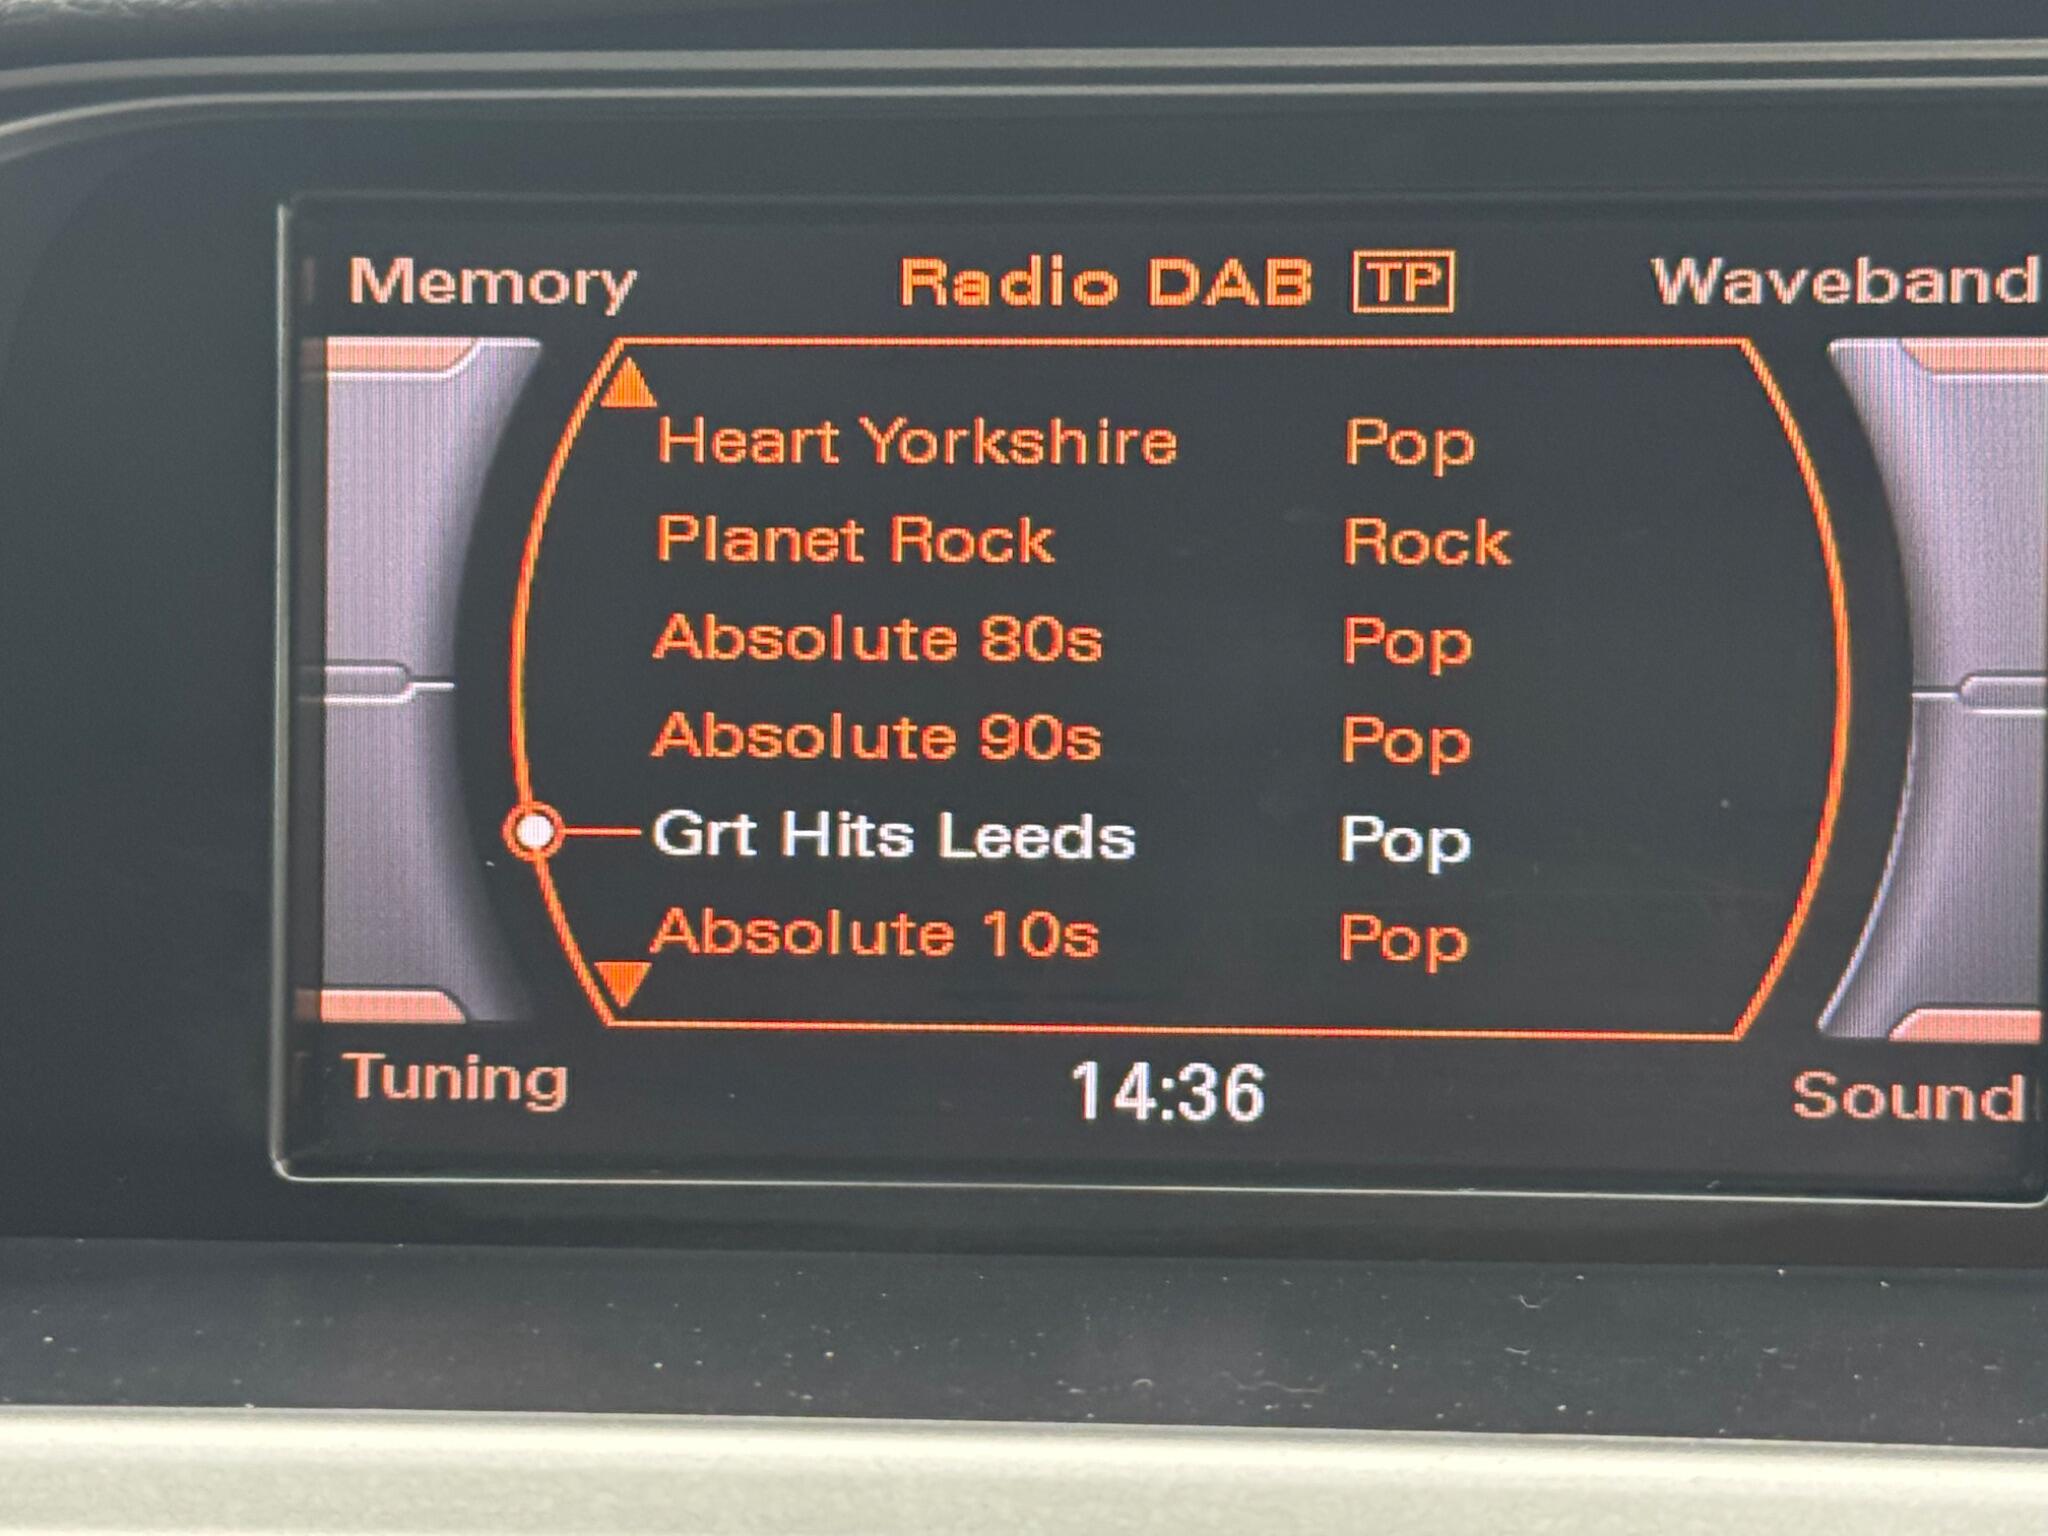 Memory Radio DAB TP Waveband
Heart Yorkshire Pop
Planet Rock Rock
Absolute 80s Pop
Absolute 90s Pop
Grt Hits Leeds Pop
Absolute 10s Pop
Tuning 14:36 Sound